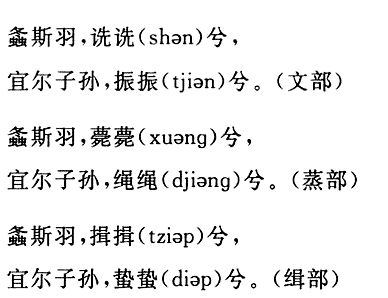 螽斯羽,诜诜(shən)兮,
宜尔子孙,振振(tjiən)兮。(文部)
螽斯羽,薨薨(xuəng)兮,
宜尔子孙,绳绳(djiəng)兮。(蒸部)
螽斯羽,揖揖(tziəp)兮,
宜尔子孙,蛰蛰(diəp)兮。(缉部)